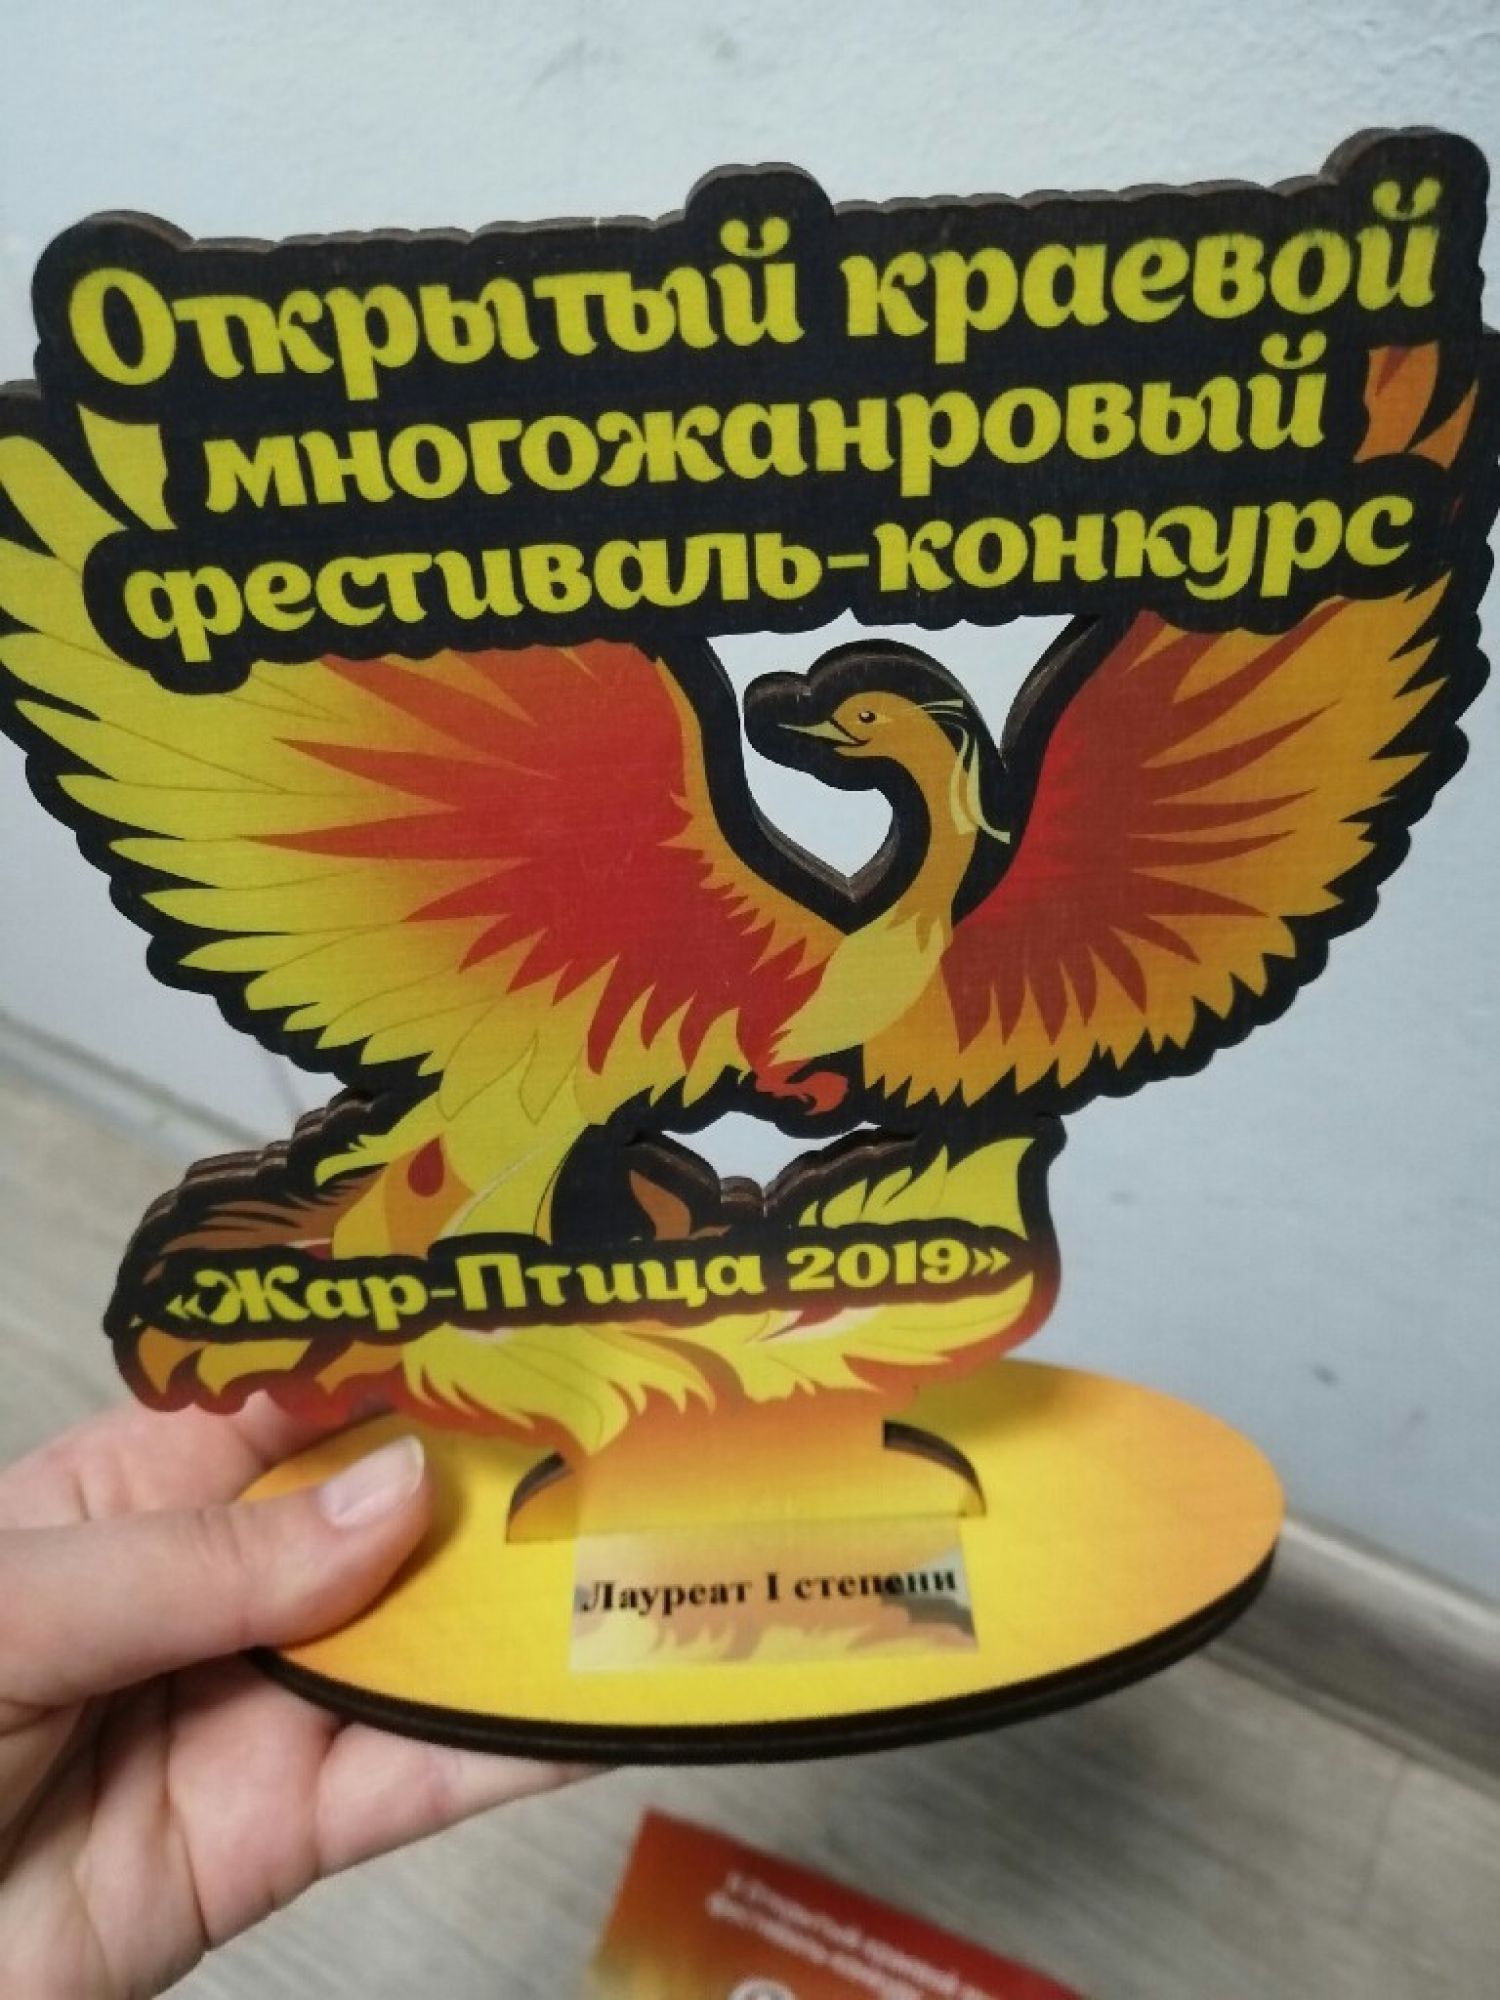 Открытый краевой
многожанровый
фестиваль-конкурс
«Жар-Птица 2019»
Лауреат I степени